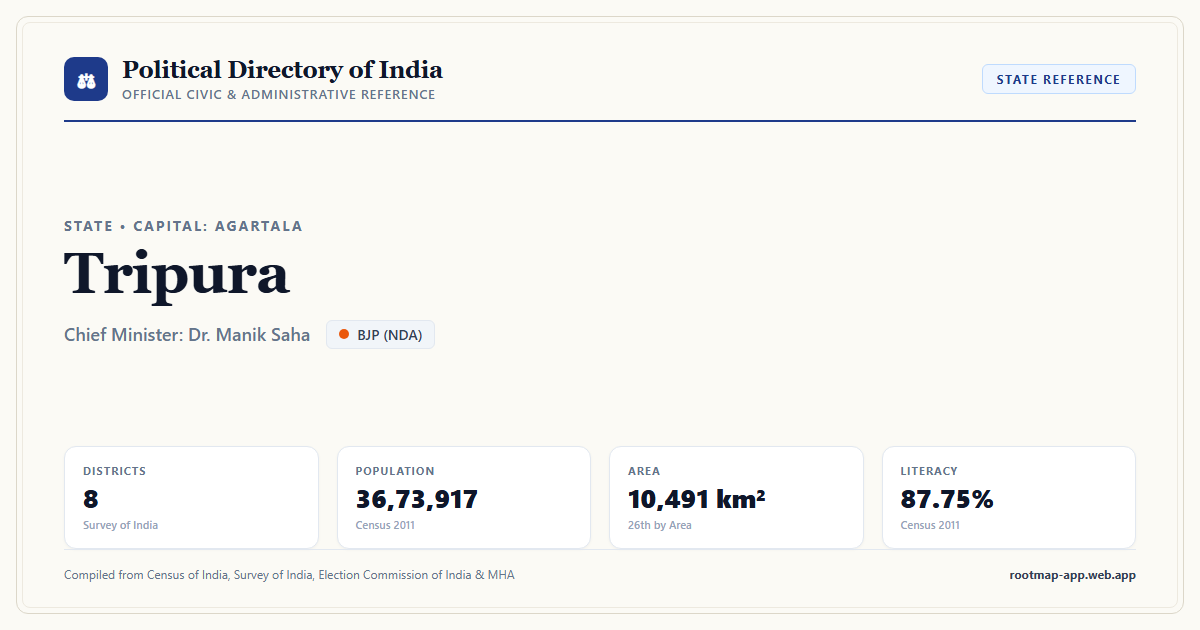 Political Directory of India
OFFICIAL CIVIC & ADMINISTRATIVE REFERENCE
STATE REFERENCE
STATE • CAPITAL: AGARTALA
Tripura
Chief Minister: Dr. Manik Saha
BJP (NDA)
DISTRICTS
8
Survey of India
POPULATION
36,73,917
Census 2011
AREA
10,491 km²
26th by Area
LITERACY
87.75%
Census 2011
Compiled from Census of India, Survey of India, Election Commission of India & MHA
rootmap-app.web.app